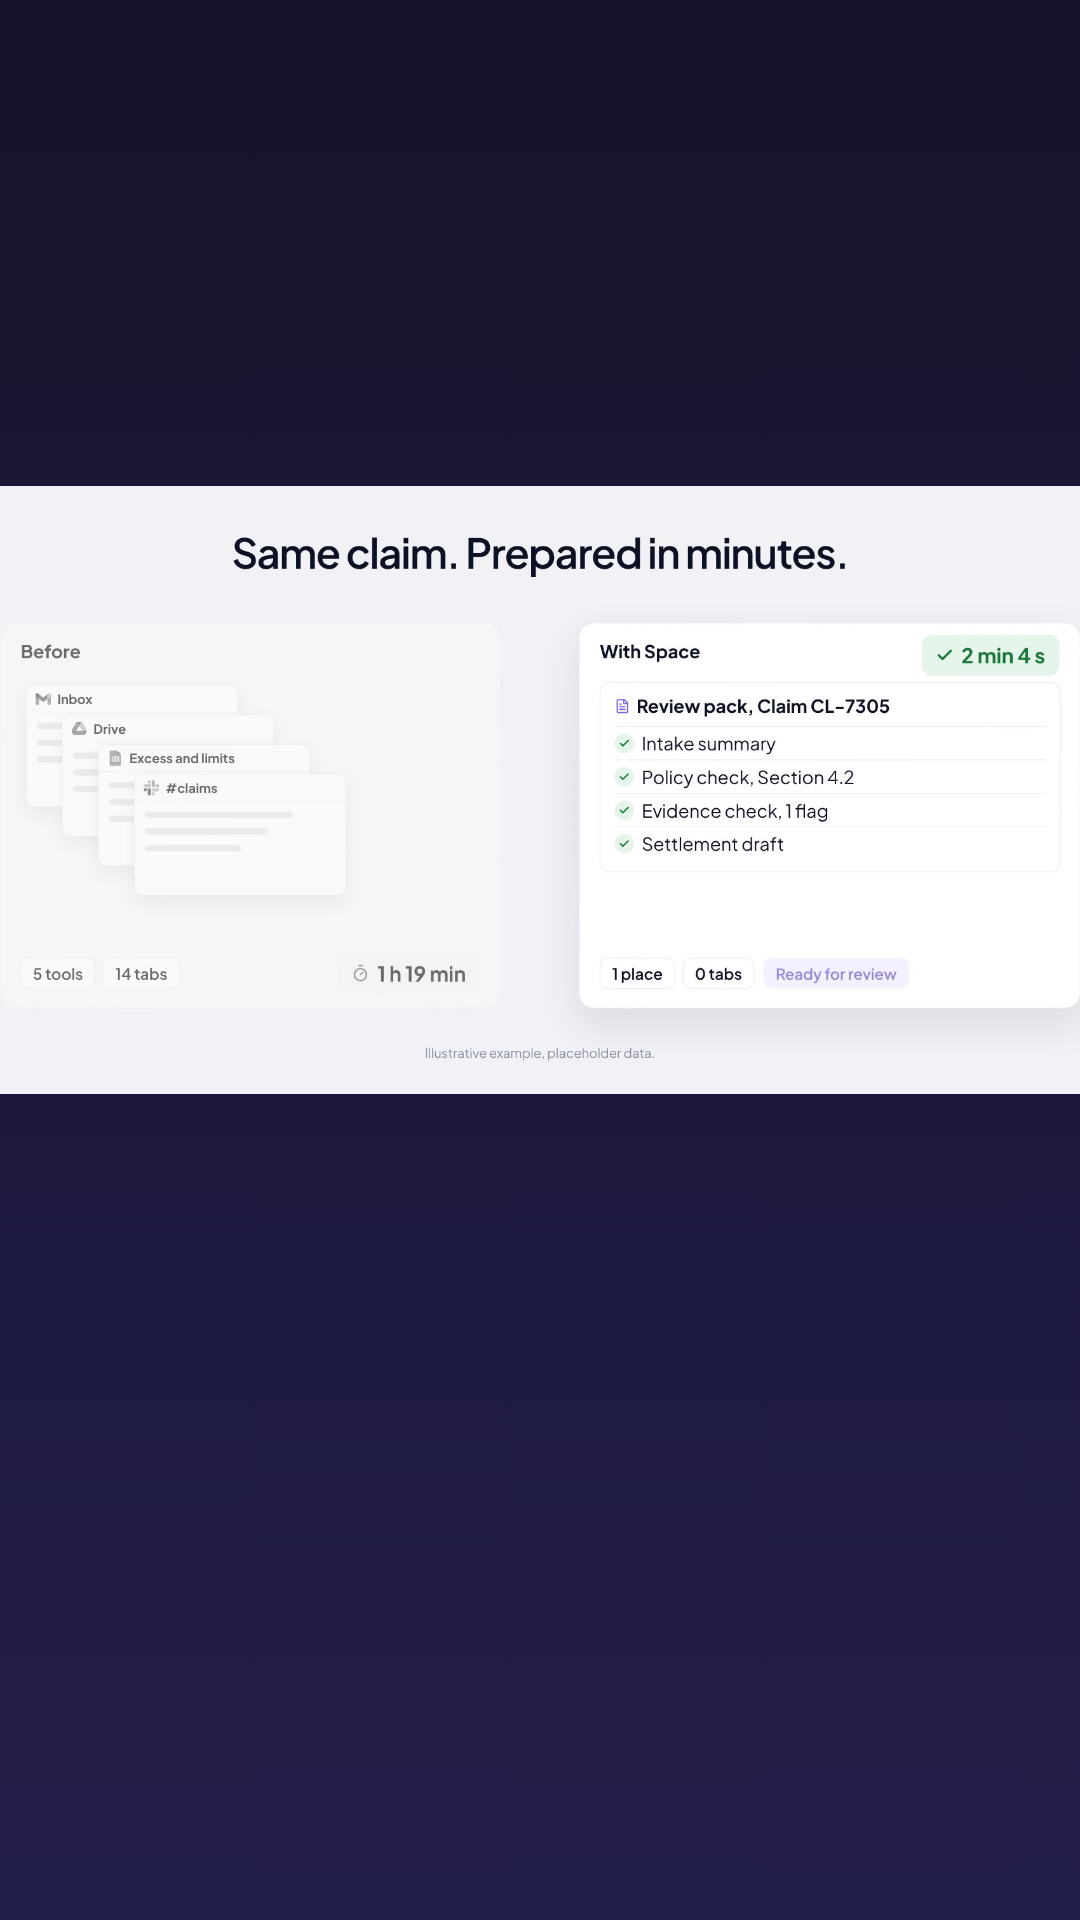 Same claim. Prepared in minutes.
Before
Inbox
Drive
Excess and limits
#claims
5 tools
14 tabs
1 h 19 min
With Space
2 min 4 s
Review pack, Claim CL-7305
Intake summary
Policy check, Section 4.2
Evidence check, 1 flag
Settlement draft
1 place
0 tabs
Ready for review
Illustrative example, placeholder data.